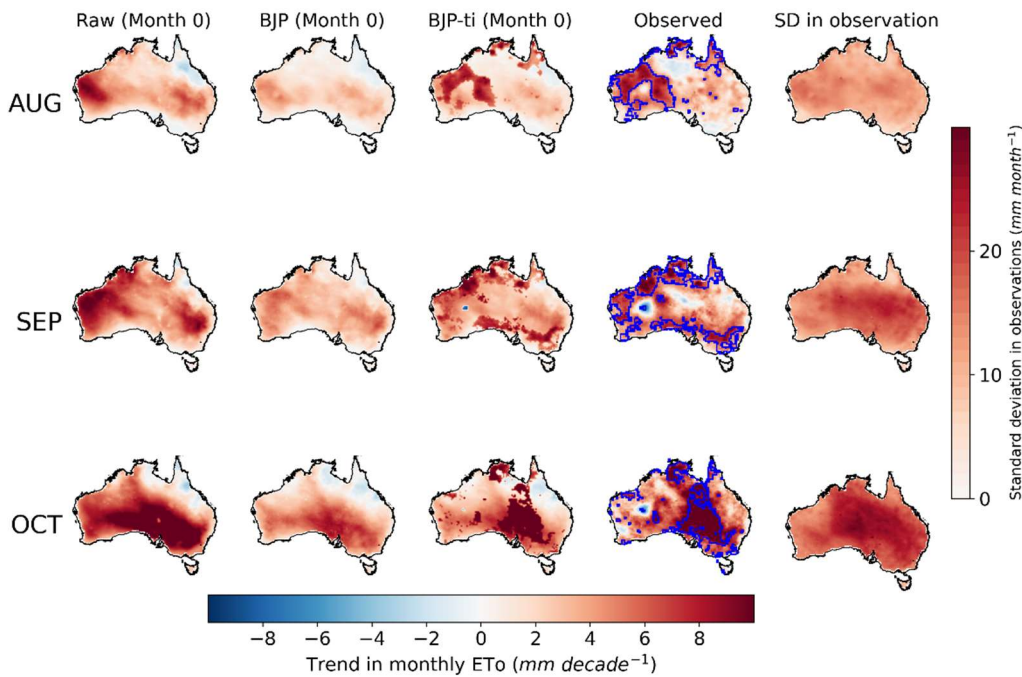 Raw (Month 0) BJP (Month 0) BJP-ti (Month 0) Observed SD in observation
AUG
SEP
OCT
20
10
0
Standard deviation in observations (mm month⁻¹)
−8 −6 −4 −2 0 2 4 6 8
Trend in monthly ETo (mm decade⁻¹)